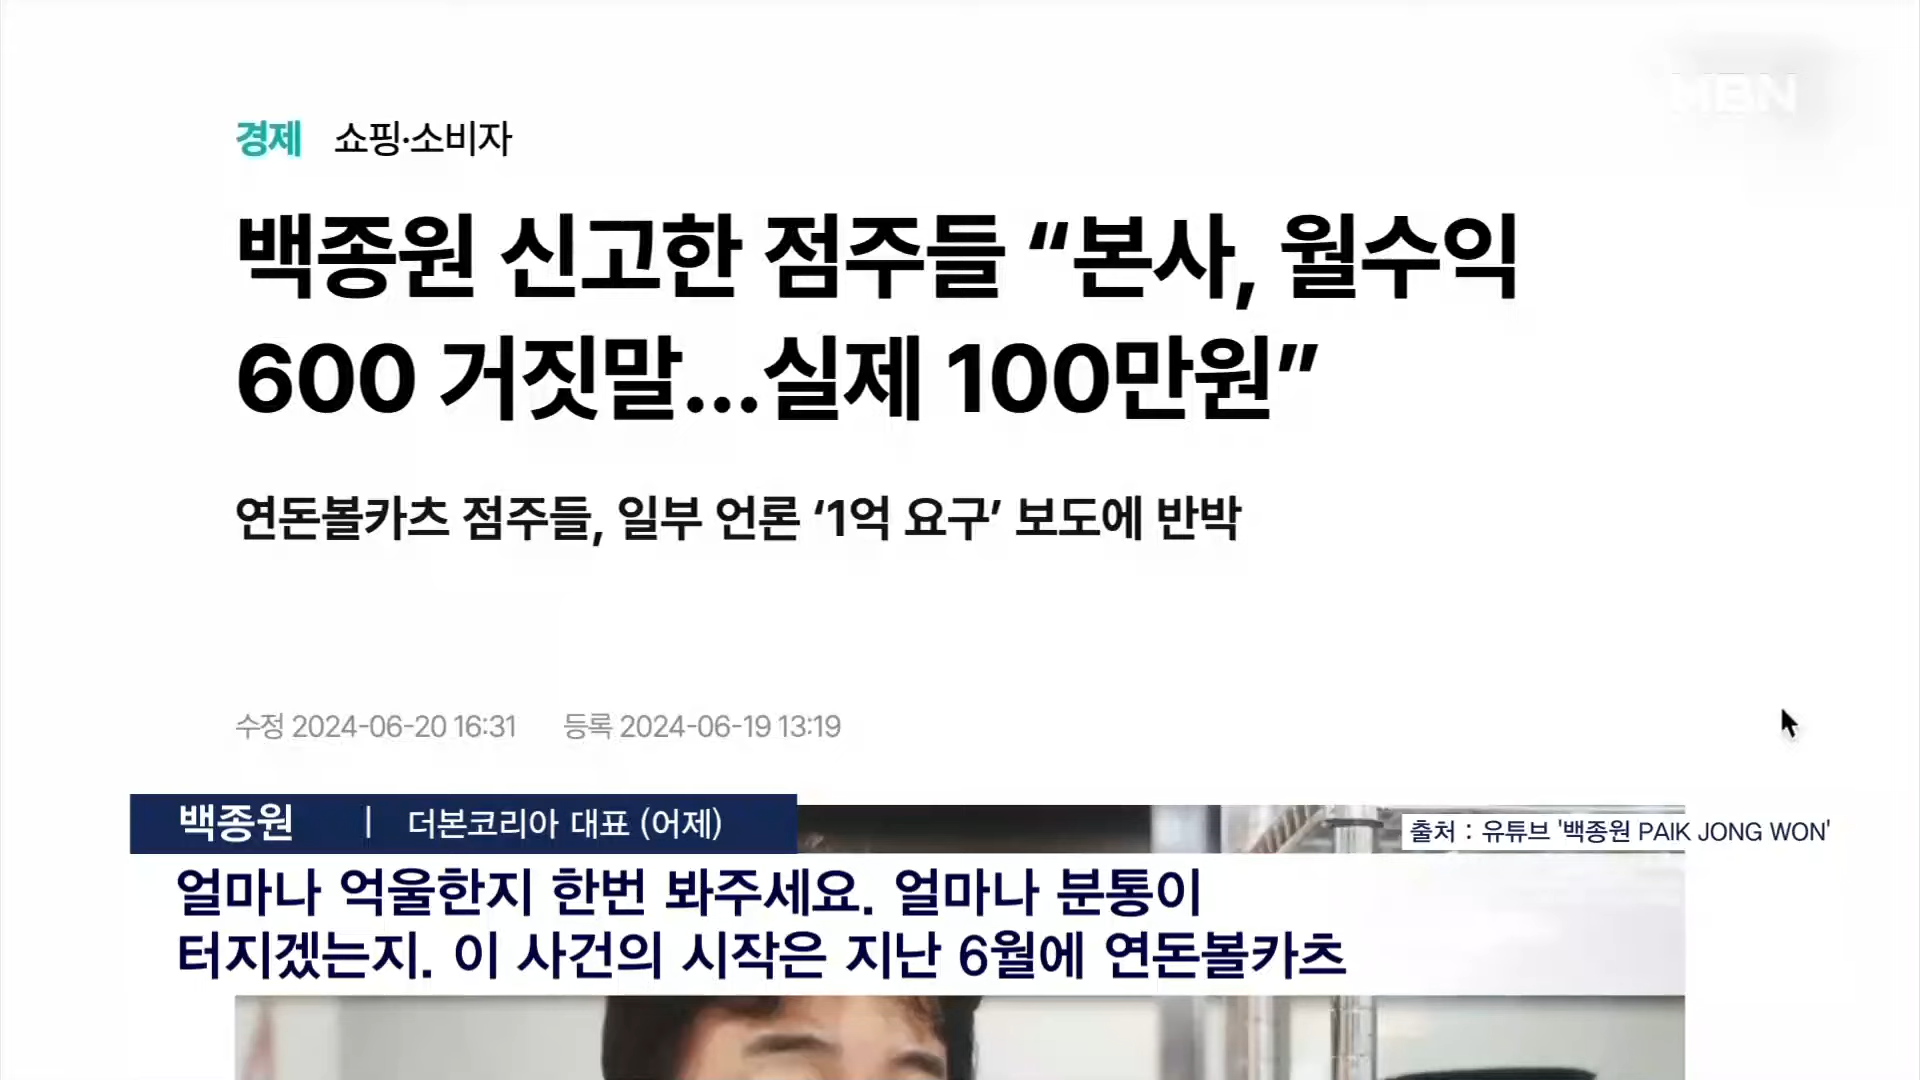 MBN
경제 쇼핑·소비자
백종원 신고한 점주들 “본사, 월수익
600 거짓말…실제 100만원”
연돈볼카츠 점주들, 일부 언론 ‘1억 요구’ 보도에 반박
수정 2024-06-20 16:31 등록 2024-06-19 13:19
백종원 | 더본코리아 대표 (어제)
출처 : 유튜브 '백종원 PAIK JONG WON'
얼마나 억울한지 한번 봐주세요. 얼마나 분통이
터지겠는지. 이 사건의 시작은 지난 6월에 연돈볼카츠